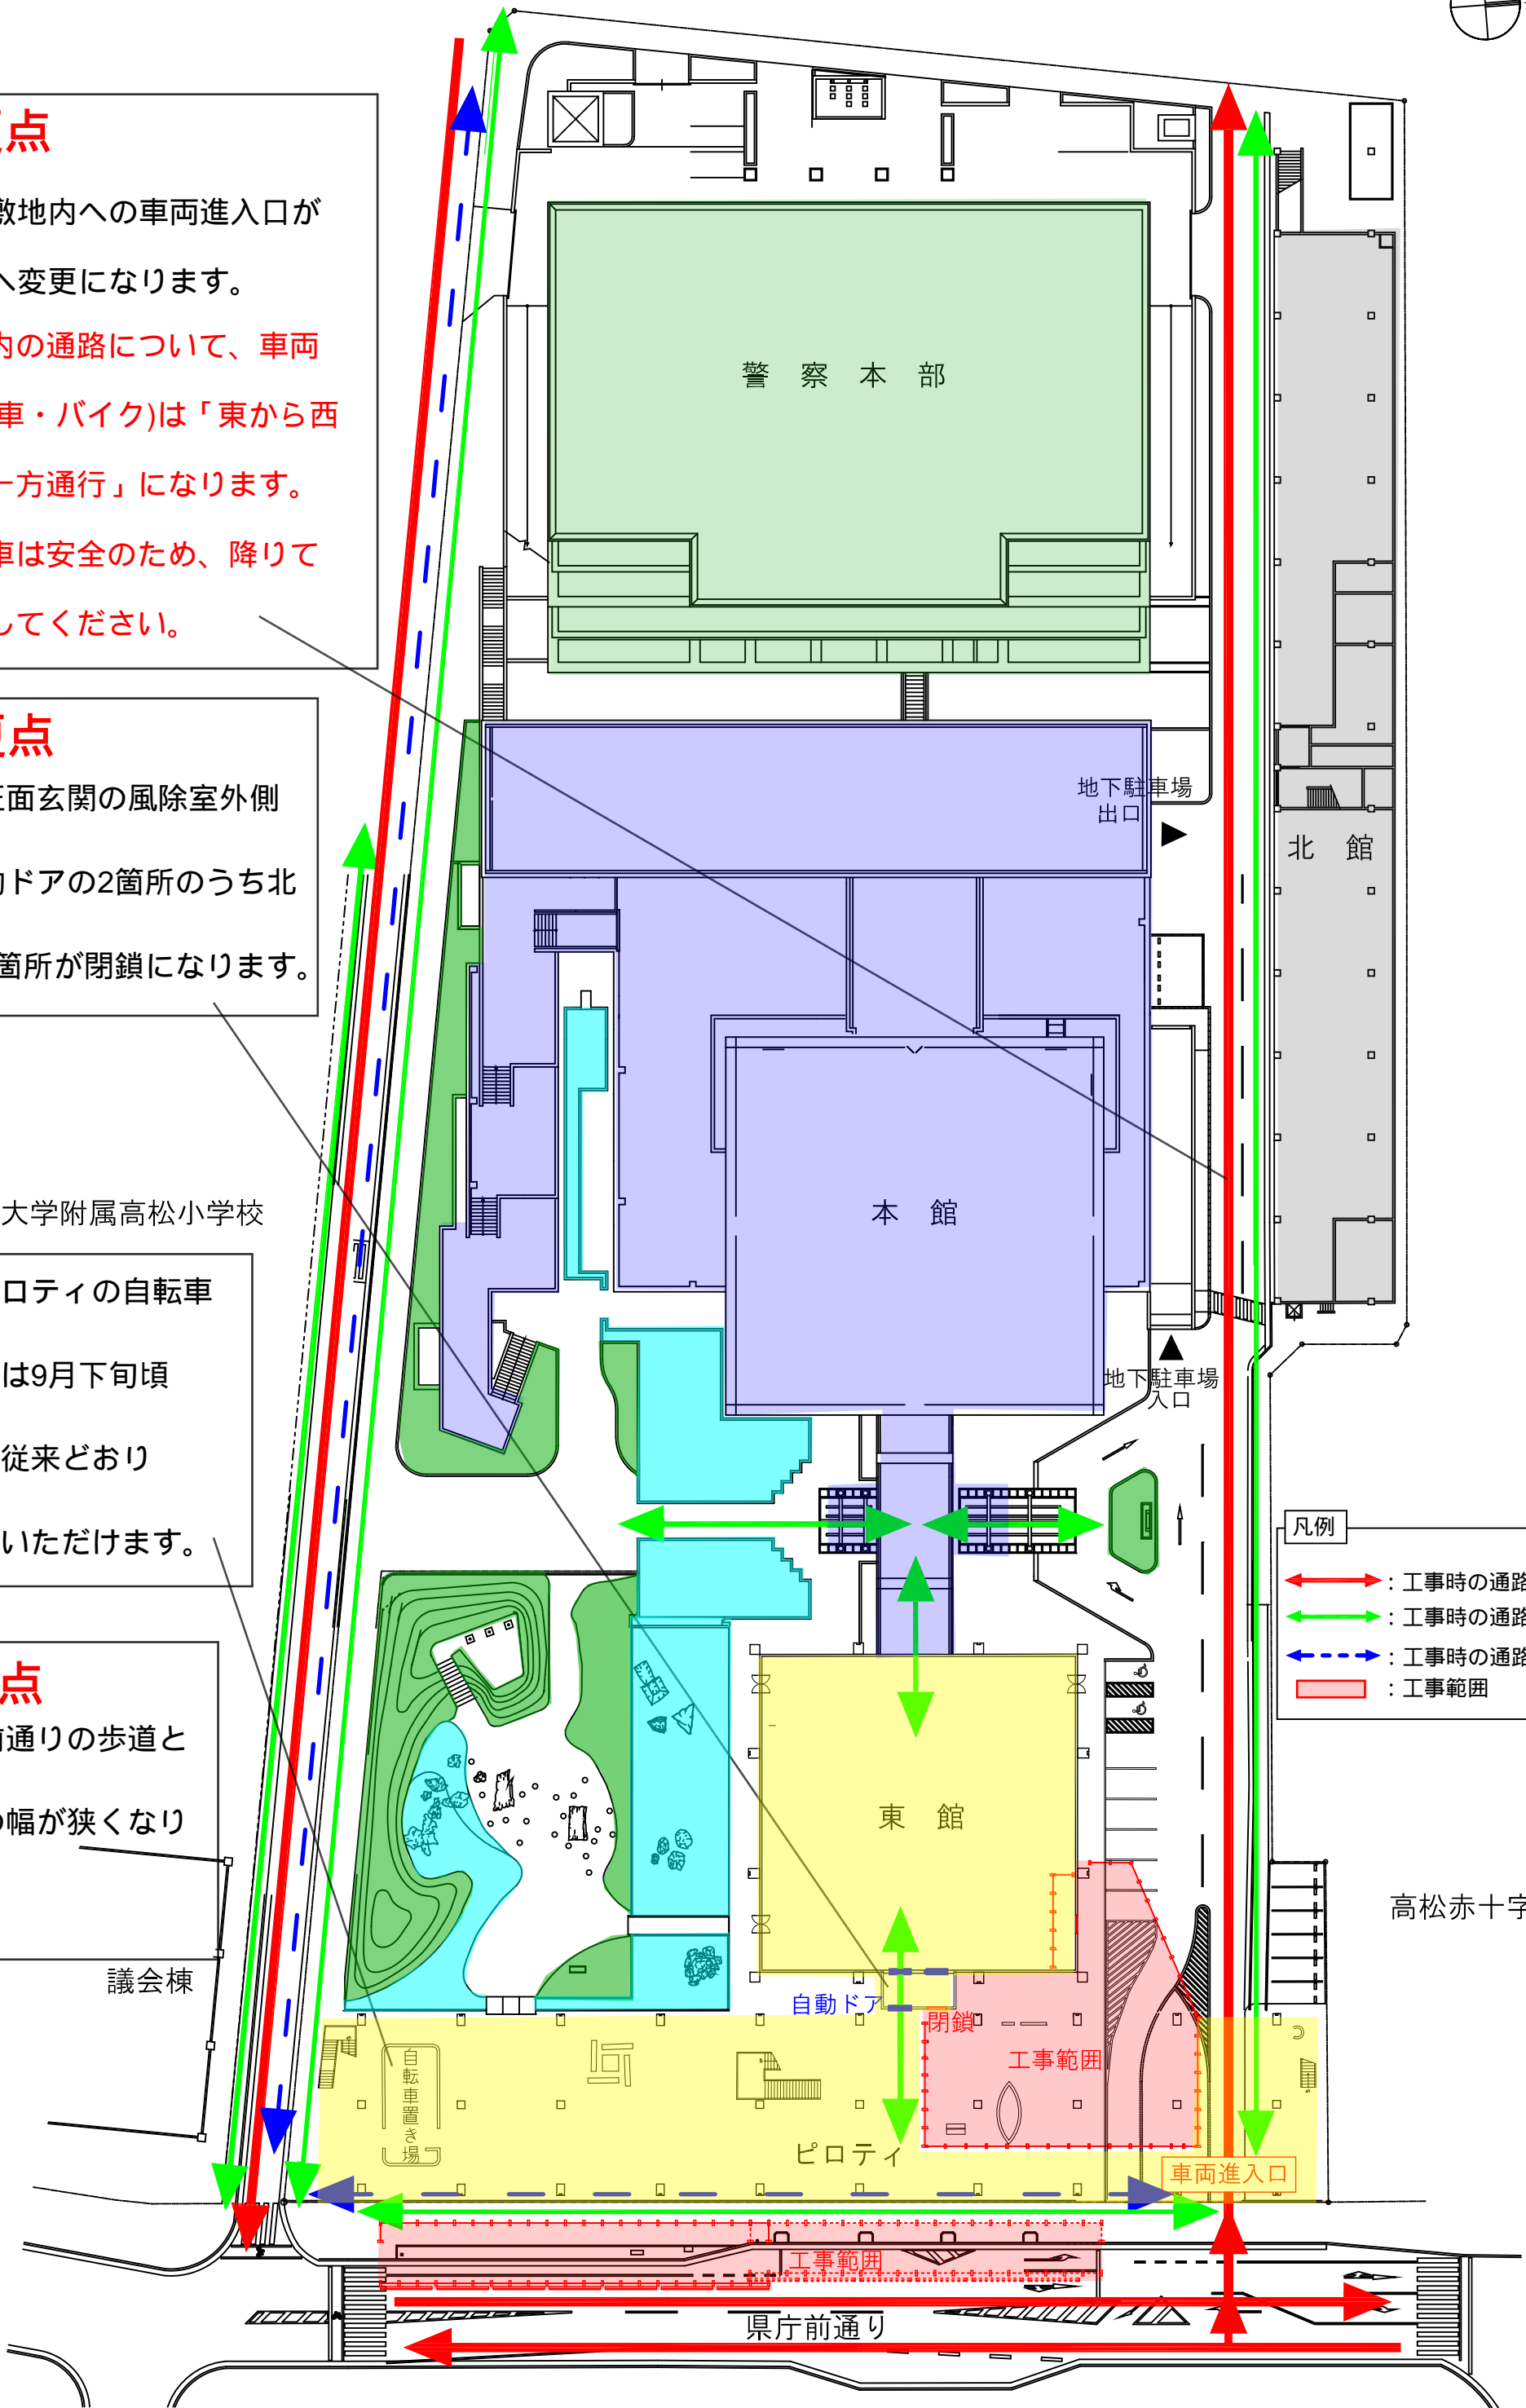 点
敷地内への車両進入口が
へ変更になります。
内の通路について、車両
車・バイク)は「東から西
一方通行」になります。
車は安全のため、降りて
してください。
点
正面玄関の風除室外側
動ドアの2箇所のうち北
箇所が閉鎖になります。
大学附属高松小学校
ロティの自転車
は9月下旬頃
従来どおり
いただけます。
点
前通りの歩道と
の幅が狭くなり
議会棟
警察本部
地下駐車場
出口
北館
本館
地下駐車場
入口
凡例
:工事時の通路
:工事時の通路
:工事時の通路
:工事範囲
東館
高松赤十字
自動ドア
閉鎖
工事範囲
自転車置き場
ピロティ
車両進入口
工事範囲
県庁前通り